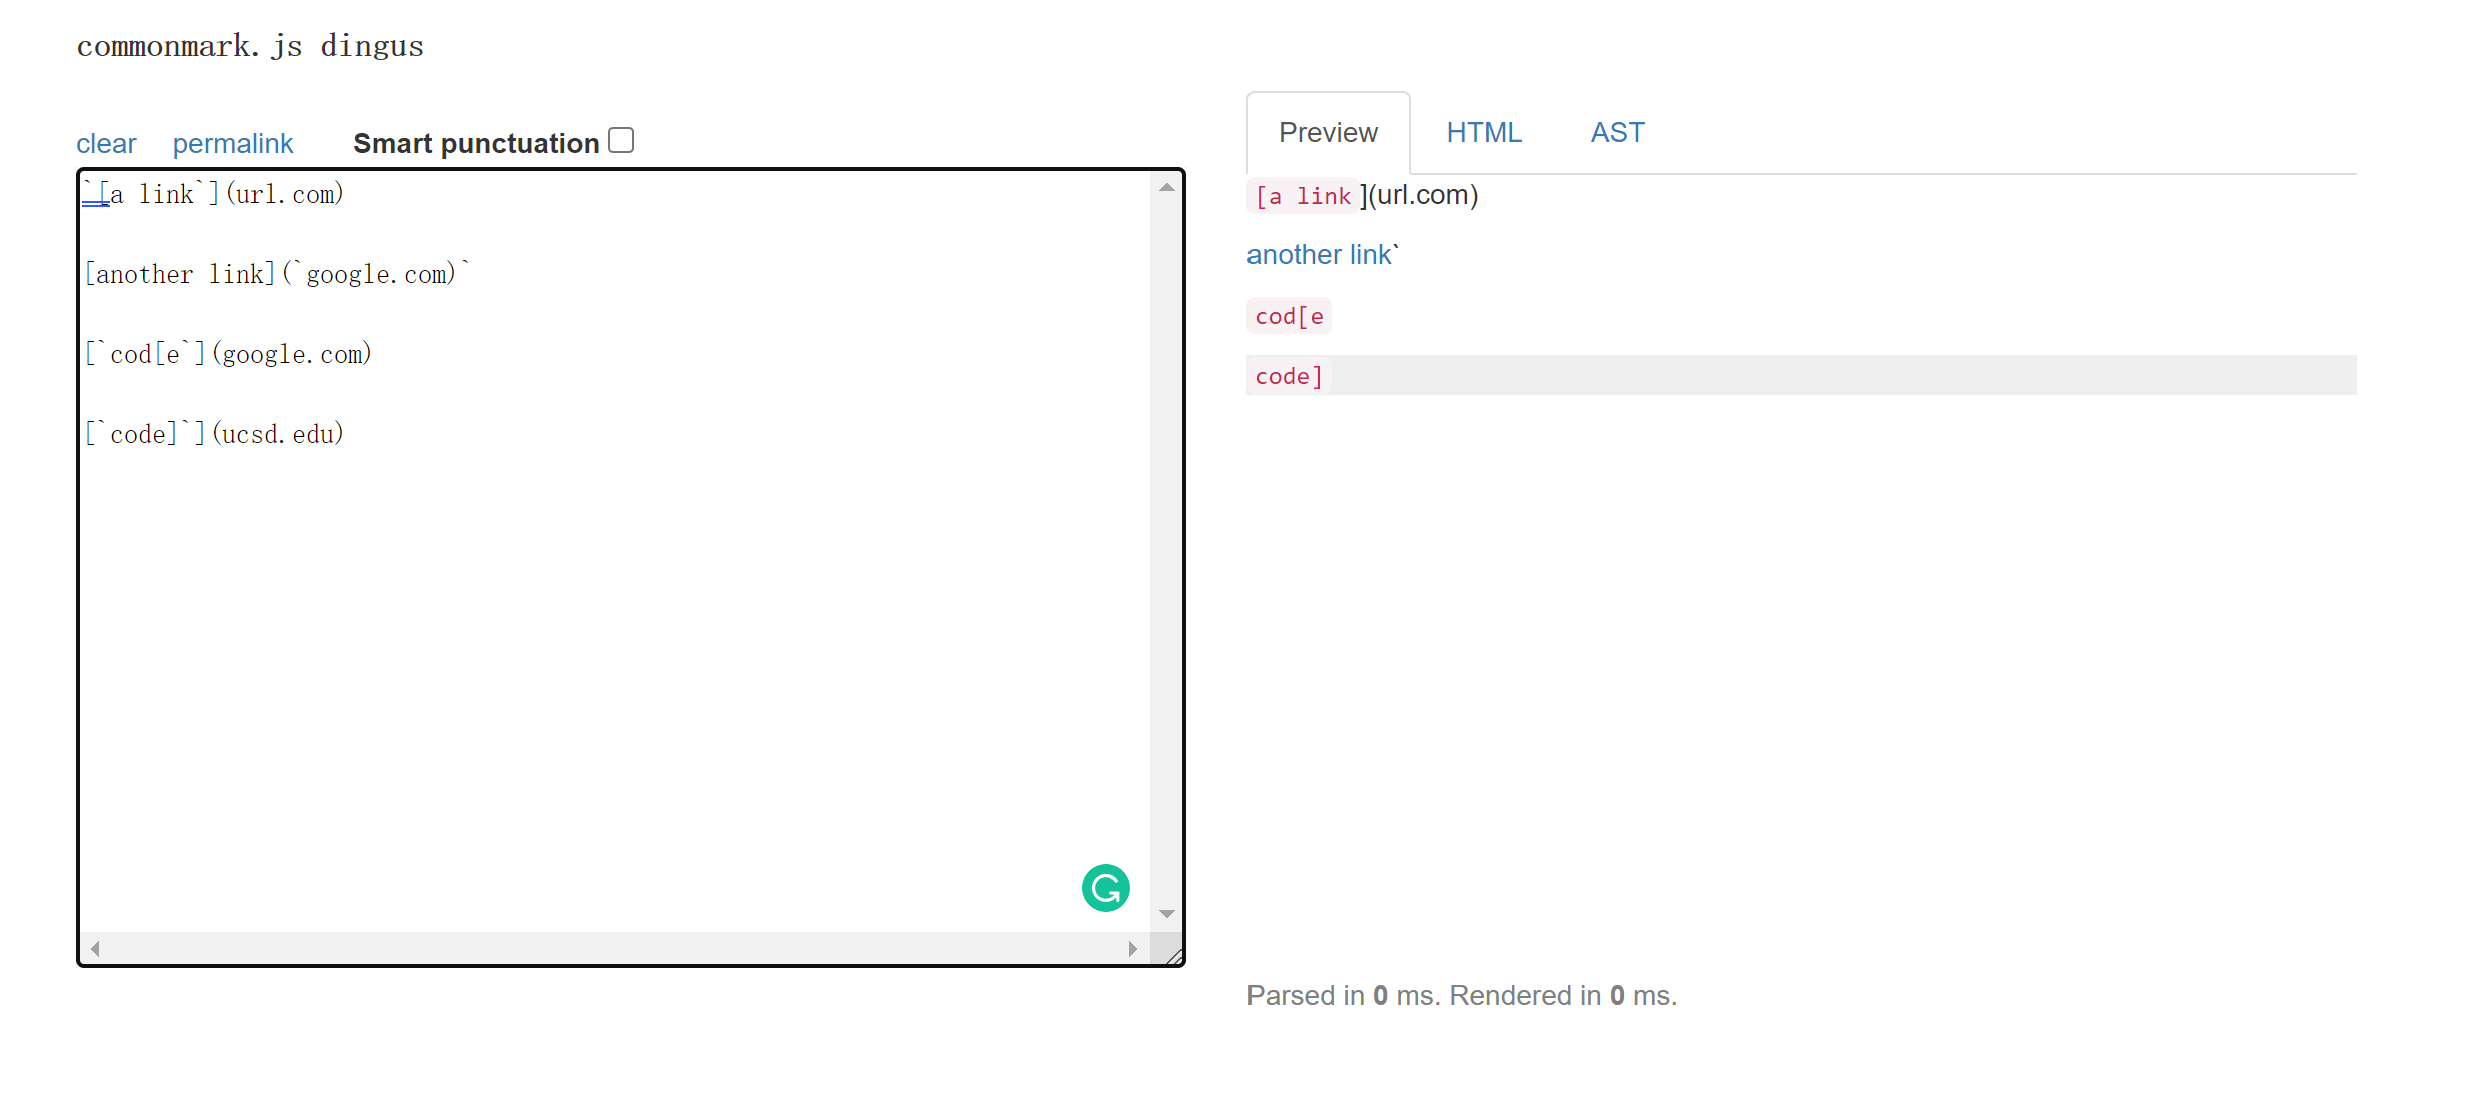 commonmark.js dingus
clear permalink Smart punctuation
`[a link`](url.com)
[another link](`google.com)`
[`cod[e`](google.com)
[`code]`](ucsd.edu)
Preview HTML AST
[a link](url.com)
another link`
cod[e
code]
Parsed in 0 ms. Rendered in 0 ms.